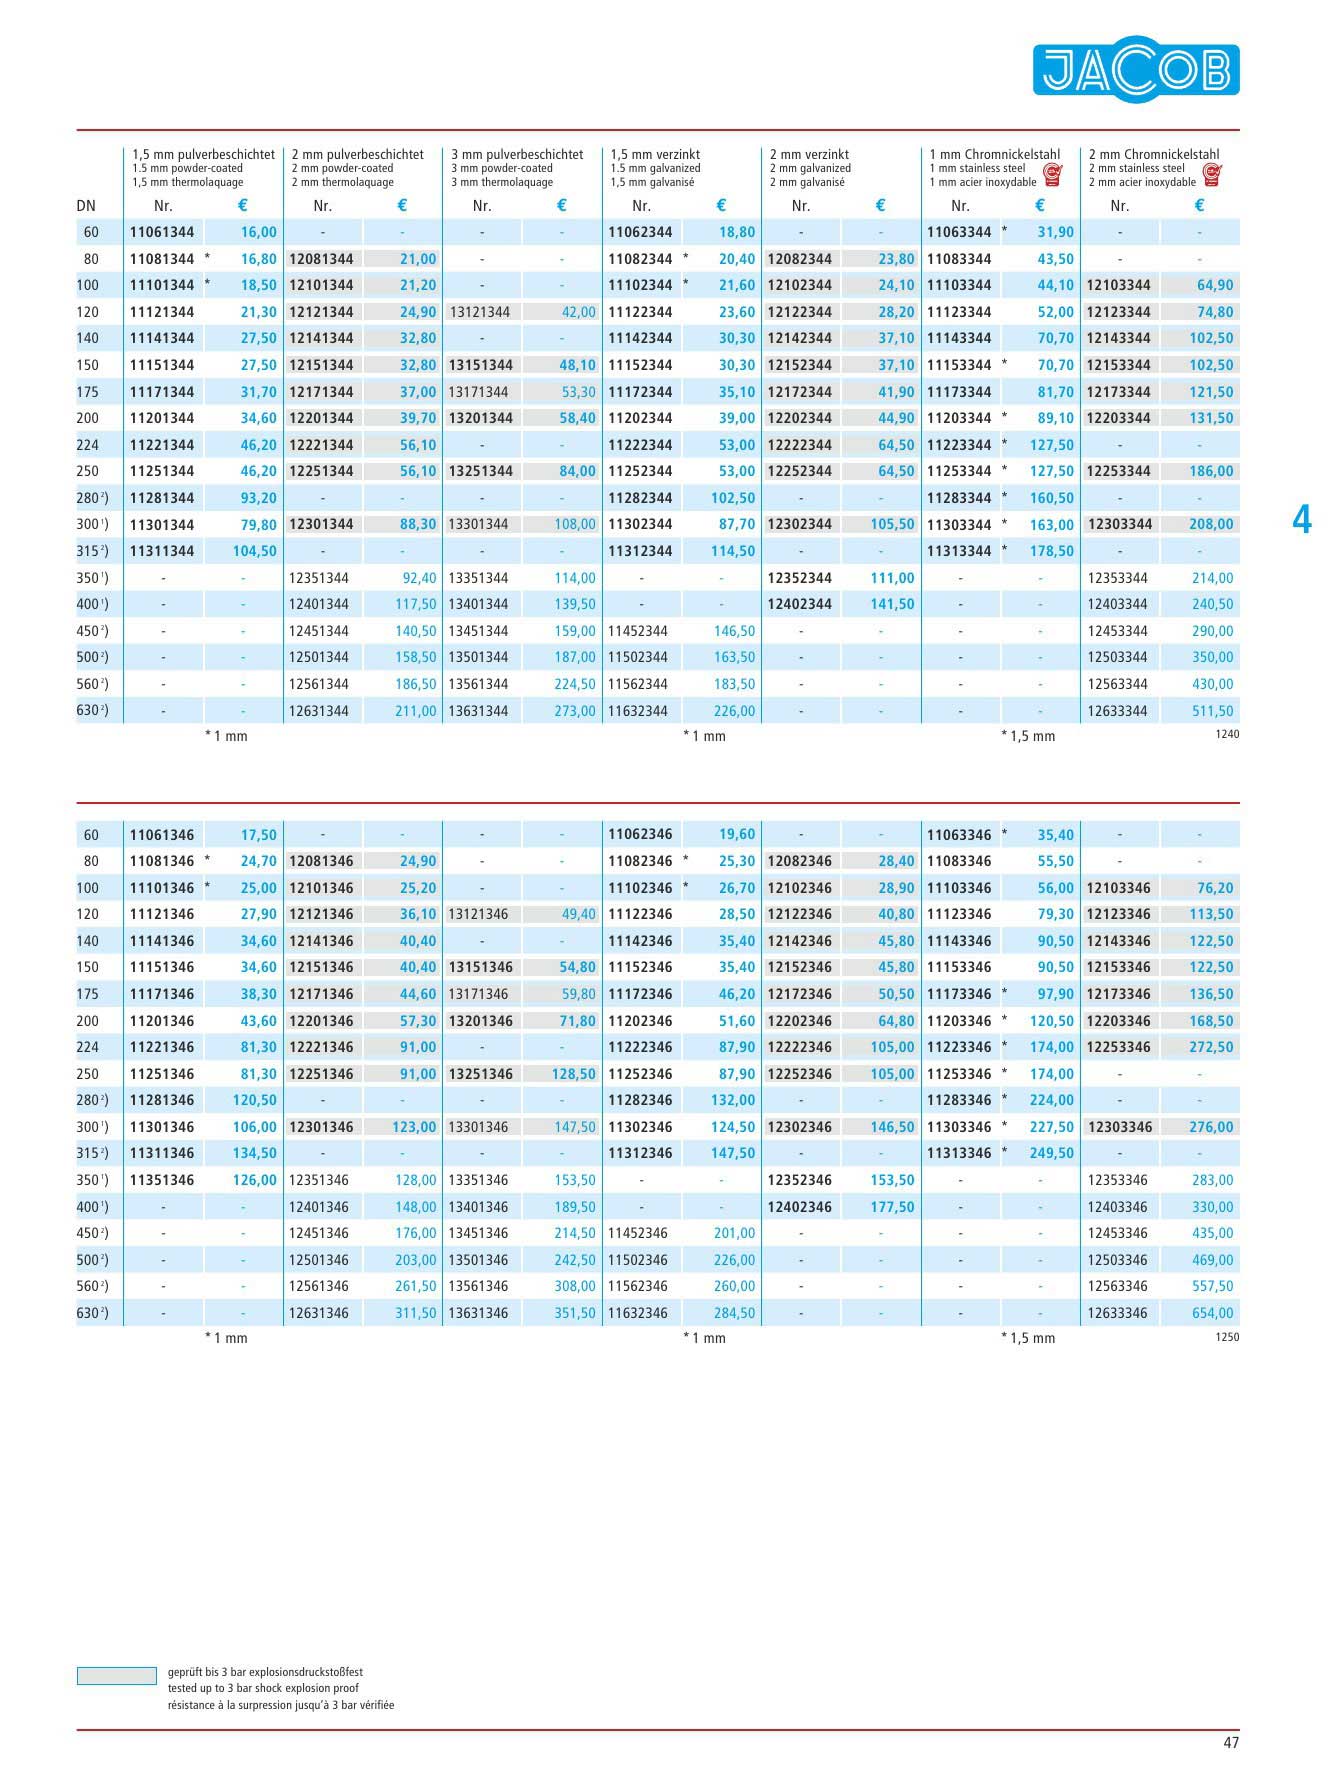 JACOB
1,5 mm pulverbeschichtet 2 mm pulverbeschichtet 3 mm pulverbeschichtet 1,5 mm verzinkt 2 mm verzinkt 1 mm Chromnickelstahl 2 mm Chromnickelstahl
1.5 mm powder-coated 2 mm powder-coated 3 mm powder-coated 1.5 mm galvanized 2 mm galvanized 1 mm stainless steel 2 mm stainless steel
1,5 mm thermolaquage 2 mm thermolaquage 3 mm thermolaquage 1,5 mm galvanisé 2 mm galvanisé 1 mm acier inoxydable 2 mm acier inoxydable
DN Nr. € Nr. € Nr. € Nr. € Nr. € Nr. € Nr. €
60 11061344 16,00 - - - - 11062344 18,80 - - 11063344 * 31,90 - -
80 11081344 * 16,80 12081344 21,00 - - 11082344 * 20,40 12082344 23,80 11083344 43,50 - -
100 11101344 * 18,50 12101344 21,20 - - 11102344 * 21,60 12102344 24,10 11103344 44,10 12103344 64,90
120 11121344 21,30 12121344 24,90 13121344 42,00 11122344 23,60 12122344 28,20 11123344 52,00 12123344 74,80
140 11141344 27,50 12141344 32,80 - - 11142344 30,30 12142344 37,10 11143344 70,70 12143344 102,50
150 11151344 27,50 12151344 32,80 13151344 48,10 11152344 30,30 12152344 37,10 11153344 * 70,70 12153344 102,50
175 11171344 31,70 12171344 37,00 13171344 53,30 11172344 35,10 12172344 41,90 11173344 81,70 12173344 121,50
200 11201344 34,60 12201344 39,70 13201344 58,40 11202344 39,00 12202344 44,90 11203344 * 89,10 12203344 131,50
224 11221344 46,20 12221344 56,10 - - 11222344 53,00 12222344 64,50 11223344 * 127,50 - -
250 11251344 46,20 12251344 56,10 13251344 84,00 11252344 53,00 12252344 64,50 11253344 * 127,50 12253344 186,00
280²) 11281344 93,20 - - - - 11282344 102,50 - - 11283344 * 160,50 - -
300¹) 11301344 79,80 12301344 88,30 13301344 108,00 11302344 87,70 12302344 105,50 11303344 * 163,00 12303344 208,00
315²) 11311344 104,50 - - - - 11312344 114,50 - - 11313344 * 178,50 - -
350¹) - - 12351344 92,40 13351344 114,00 - - 12352344 111,00 - - 12353344 214,00
400¹) - - 12401344 117,50 13401344 139,50 - - 12402344 141,50 - - 12403344 240,50
450²) - - 12451344 140,50 13451344 159,00 11452344 146,50 - - - - 12453344 290,00
500²) - - 12501344 158,50 13501344 187,00 11502344 163,50 - - - - 12503344 350,00
560²) - - 12561344 186,50 13561344 224,50 11562344 183,50 - - - - 12563344 430,00
630²) - - 12631344 211,00 13631344 273,00 11632344 226,00 - - - - 12633344 511,50
* 1 mm * 1 mm * 1,5 mm 1240
4
60 11061346 17,50 - - - - 11062346 19,60 - - 11063346 * 35,40 - -
80 11081346 * 24,70 12081346 24,90 - - 11082346 * 25,30 12082346 28,40 11083346 55,50 - -
100 11101346 * 25,00 12101346 25,20 - - 11102346 * 26,70 12102346 28,90 11103346 56,00 12103346 76,20
120 11121346 27,90 12121346 36,10 13121346 49,40 11122346 28,50 12122346 40,80 11123346 79,30 12123346 113,50
140 11141346 34,60 12141346 40,40 - - 11142346 35,40 12142346 45,80 11143346 90,50 12143346 122,50
150 11151346 34,60 12151346 40,40 13151346 54,80 11152346 35,40 12152346 45,80 11153346 90,50 12153346 122,50
175 11171346 38,30 12171346 44,60 13171346 59,80 11172346 46,20 12172346 50,50 11173346 * 97,90 12173346 136,50
200 11201346 43,60 12201346 57,30 13201346 71,80 11202346 51,60 12202346 64,80 11203346 * 120,50 12203346 168,50
224 11221346 81,30 12221346 91,00 - - 11222346 87,90 12222346 105,00 11223346 * 174,00 12253346 272,50
250 11251346 81,30 12251346 91,00 13251346 128,50 11252346 87,90 12252346 105,00 11253346 * 174,00 - -
280²) 11281346 120,50 - - - - 11282346 132,00 - - 11283346 * 224,00 - -
300¹) 11301346 106,00 12301346 123,00 13301346 147,50 11302346 124,50 12302346 146,50 11303346 * 227,50 12303346 276,00
315²) 11311346 134,50 - - - - 11312346 147,50 - - 11313346 * 249,50 - -
350¹) 11351346 126,00 12351346 128,00 13351346 153,50 - - 12352346 153,50 - - 12353346 283,00
400¹) - - 12401346 148,00 13401346 189,50 - - 12402346 177,50 - - 12403346 330,00
450²) - - 12451346 176,00 13451346 214,50 11452346 201,00 - - - - 12453346 435,00
500²) - - 12501346 203,00 13501346 242,50 11502346 226,00 - - - - 12503346 469,00
560²) - - 12561346 261,50 13561346 308,00 11562346 260,00 - - - - 12563346 557,50
630²) - - 12631346 311,50 13631346 351,50 11632346 284,50 - - - - 12633346 654,00
* 1 mm * 1 mm * 1,5 mm 1250
geprüft bis 3 bar explosionsdruckstoßfest
tested up to 3 bar shock explosion proof
résistance à la surpression jusqu'à 3 bar vérifiée
47